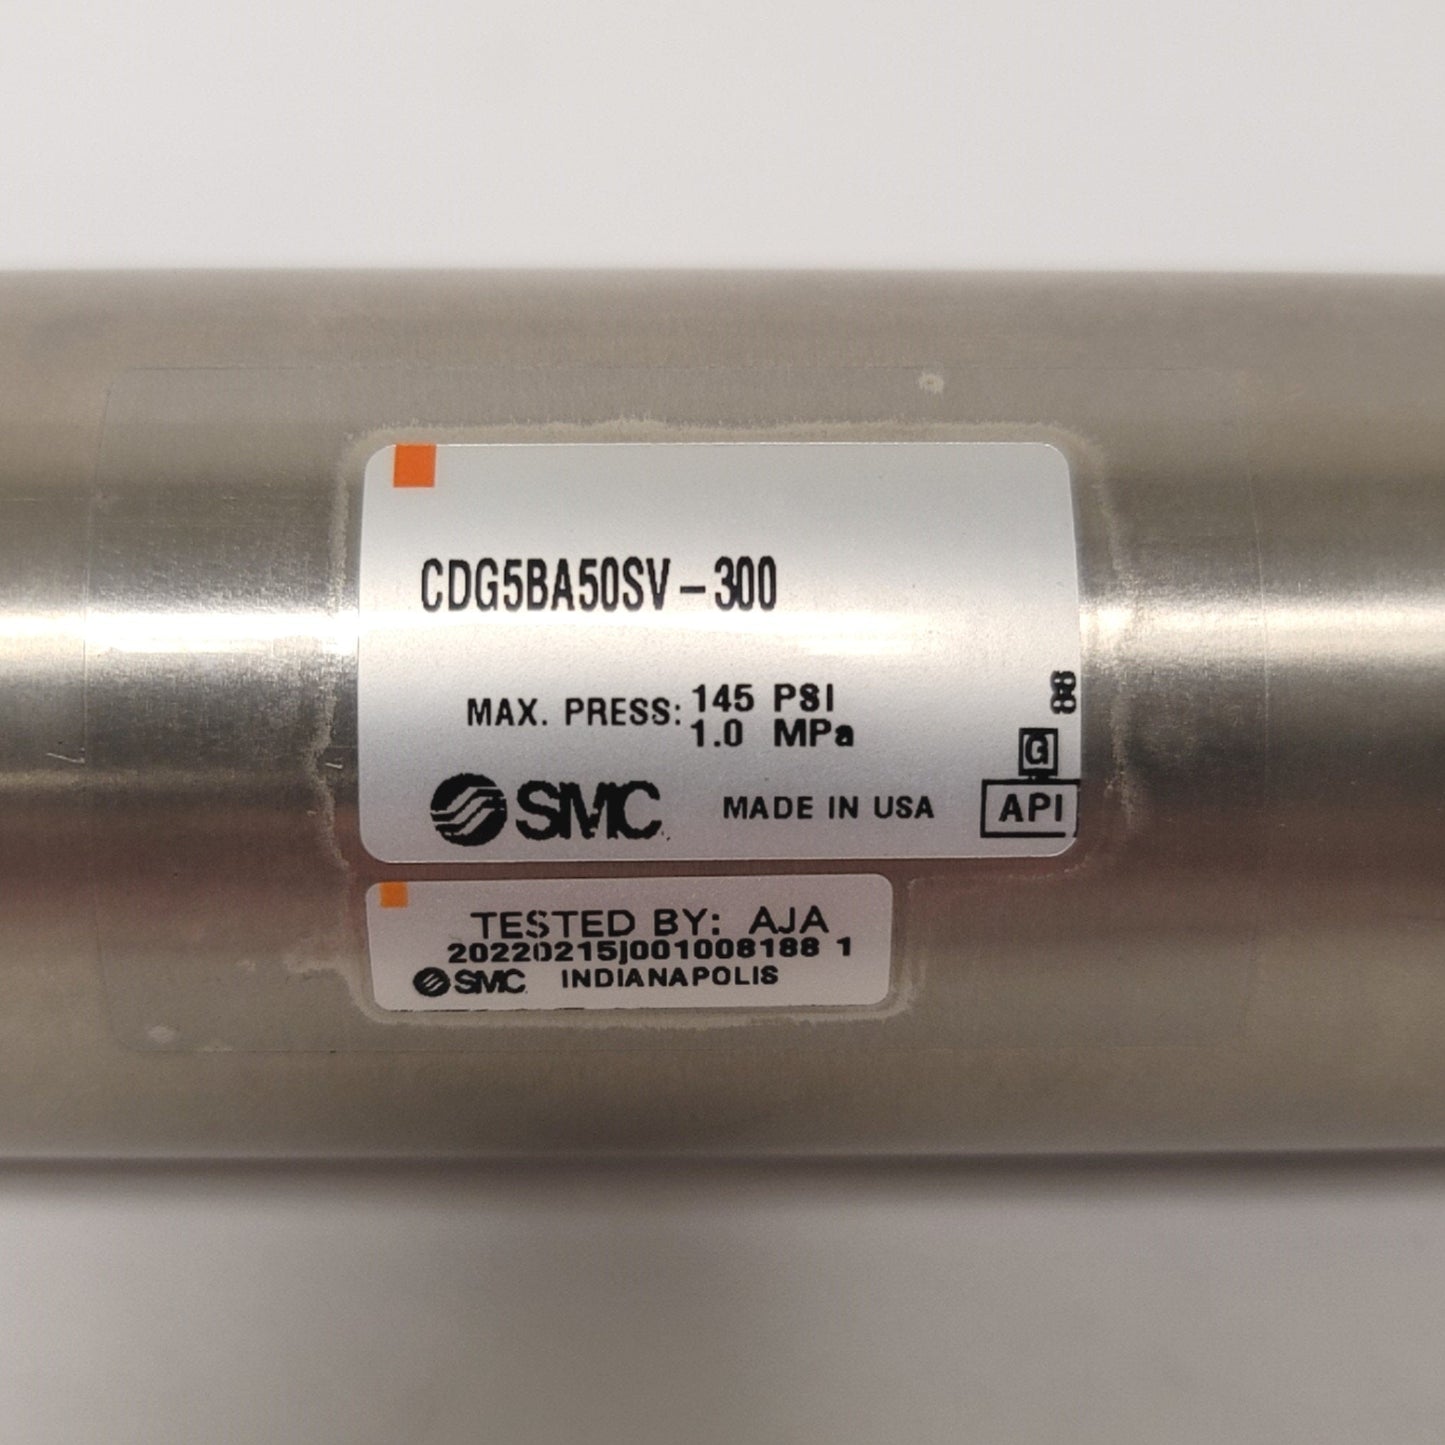 CDG5BA50SV-300
MAX. PRESS: 145 PSI
1.0 MPa
G
SMC MADE IN USA API
TESTED BY: AJA
20220215J001008188 1
SMC INDIANAPOLIS